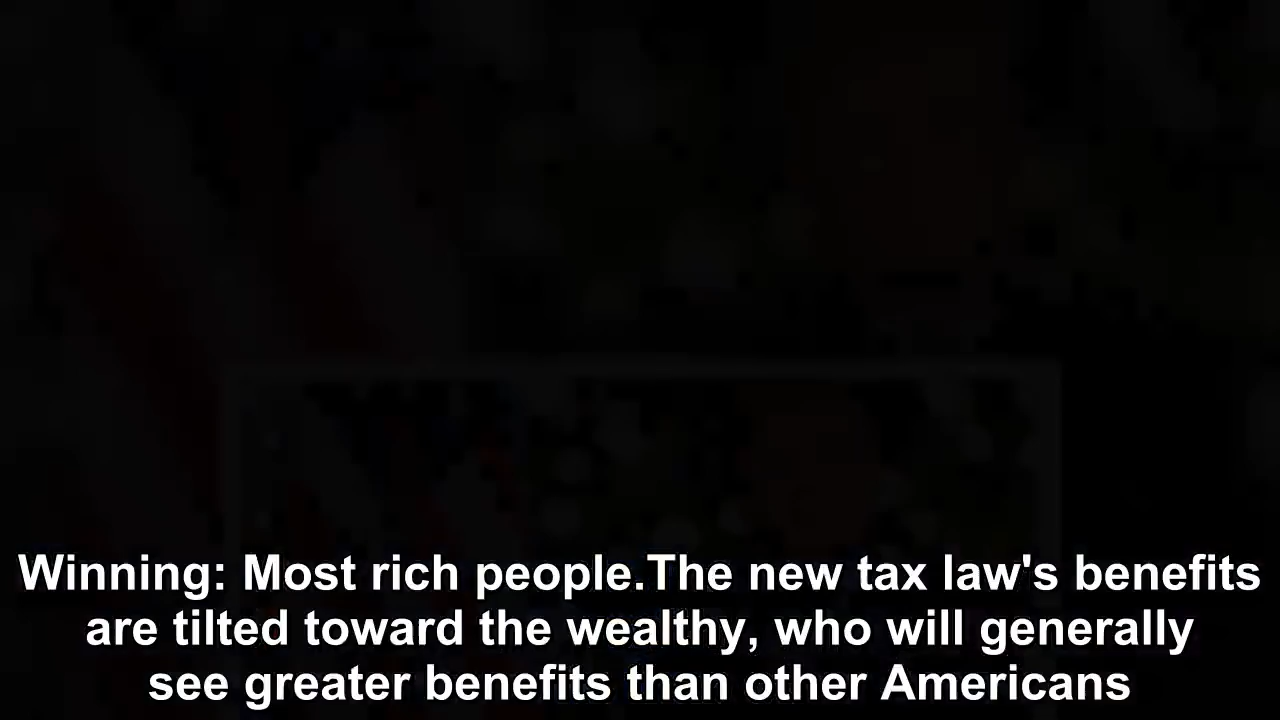 Winning: Most rich people.The new tax law's benefits
are tilted toward the wealthy, who will generally
see greater benefits than other Americans